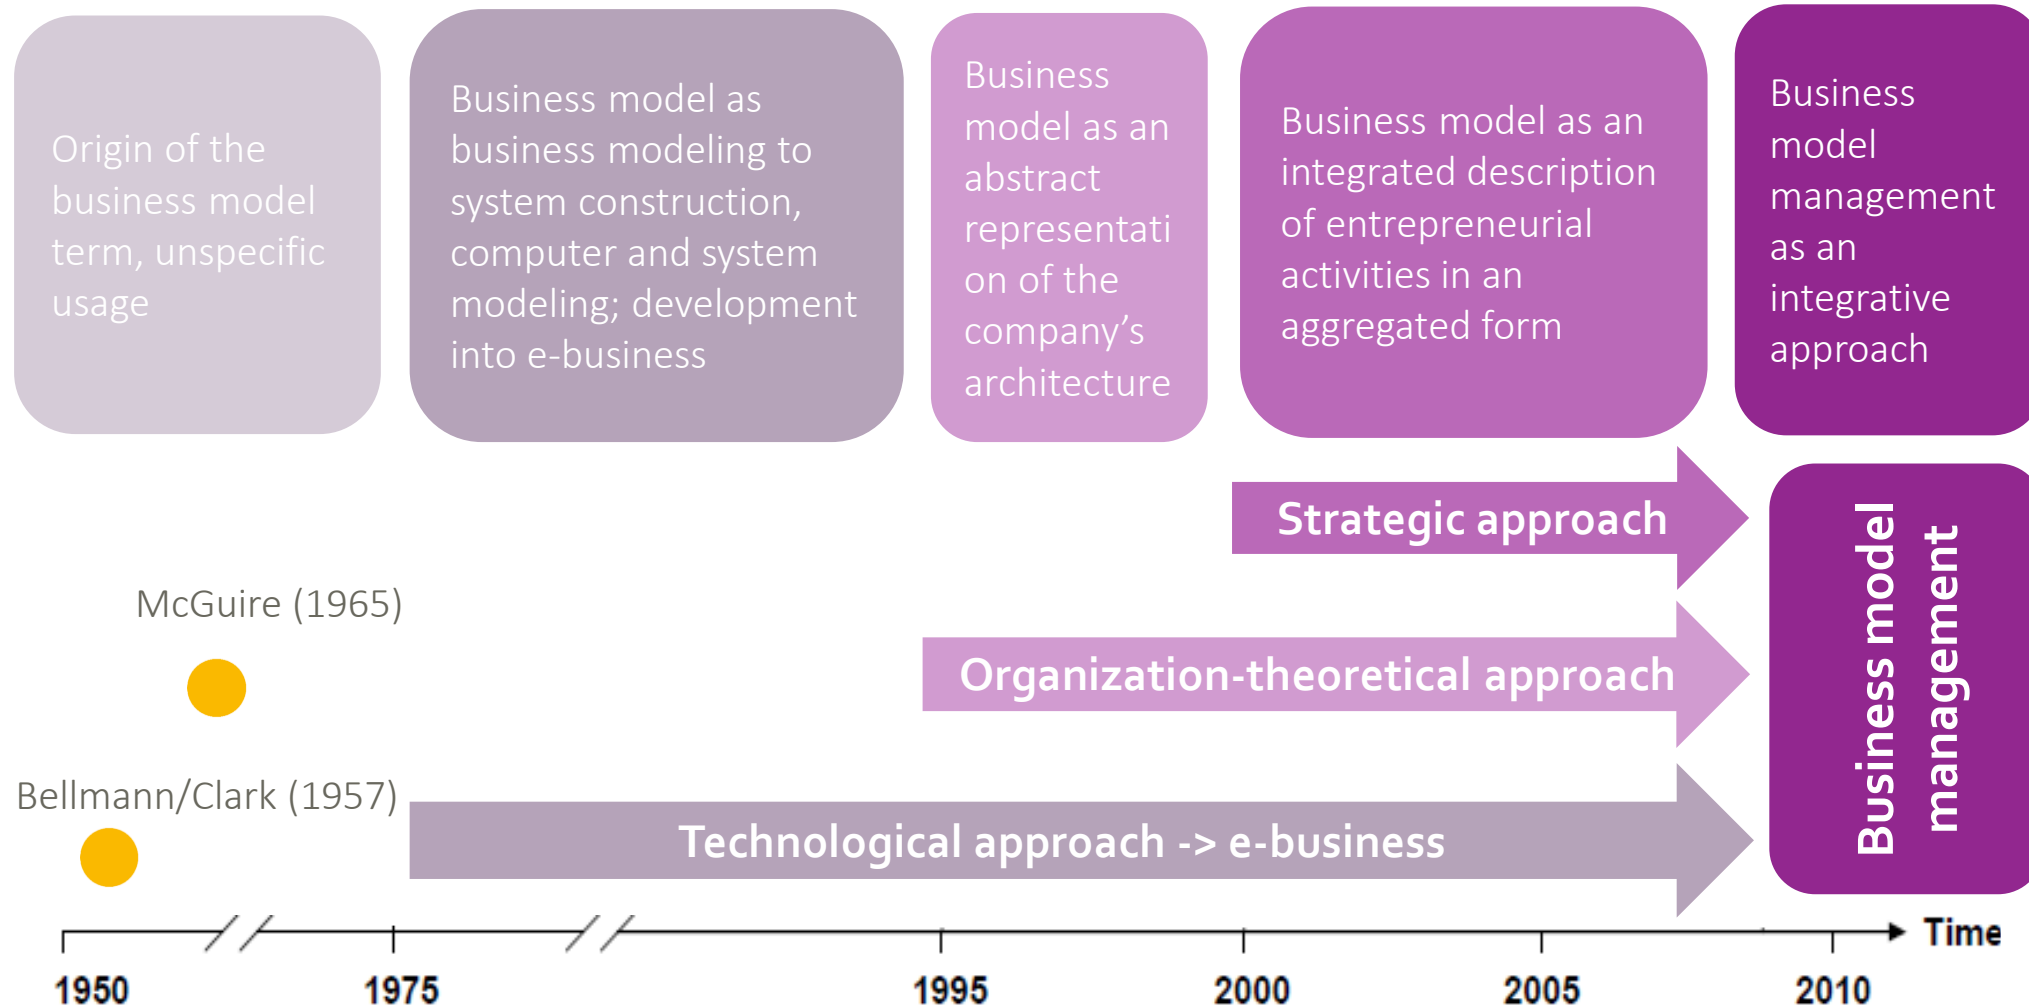 Origin of the
business model
term, unspecific
usage
Business model as
business modeling to
system construction,
computer and system
modeling; development
into e-business
Business
model as an
abstract
representati
on of the
company’s
architecture
Business model as an
integrated description
of entrepreneurial
activities in an
aggregated form
Business
model
management
as an
integrative
approach
Strategic approach
McGuire (1965)
Organization-theoretical approach
Bellmann/Clark (1957)
Technological approach -> e-business
Business model
management
Time
1950
1975
1995
2000
2005
2010